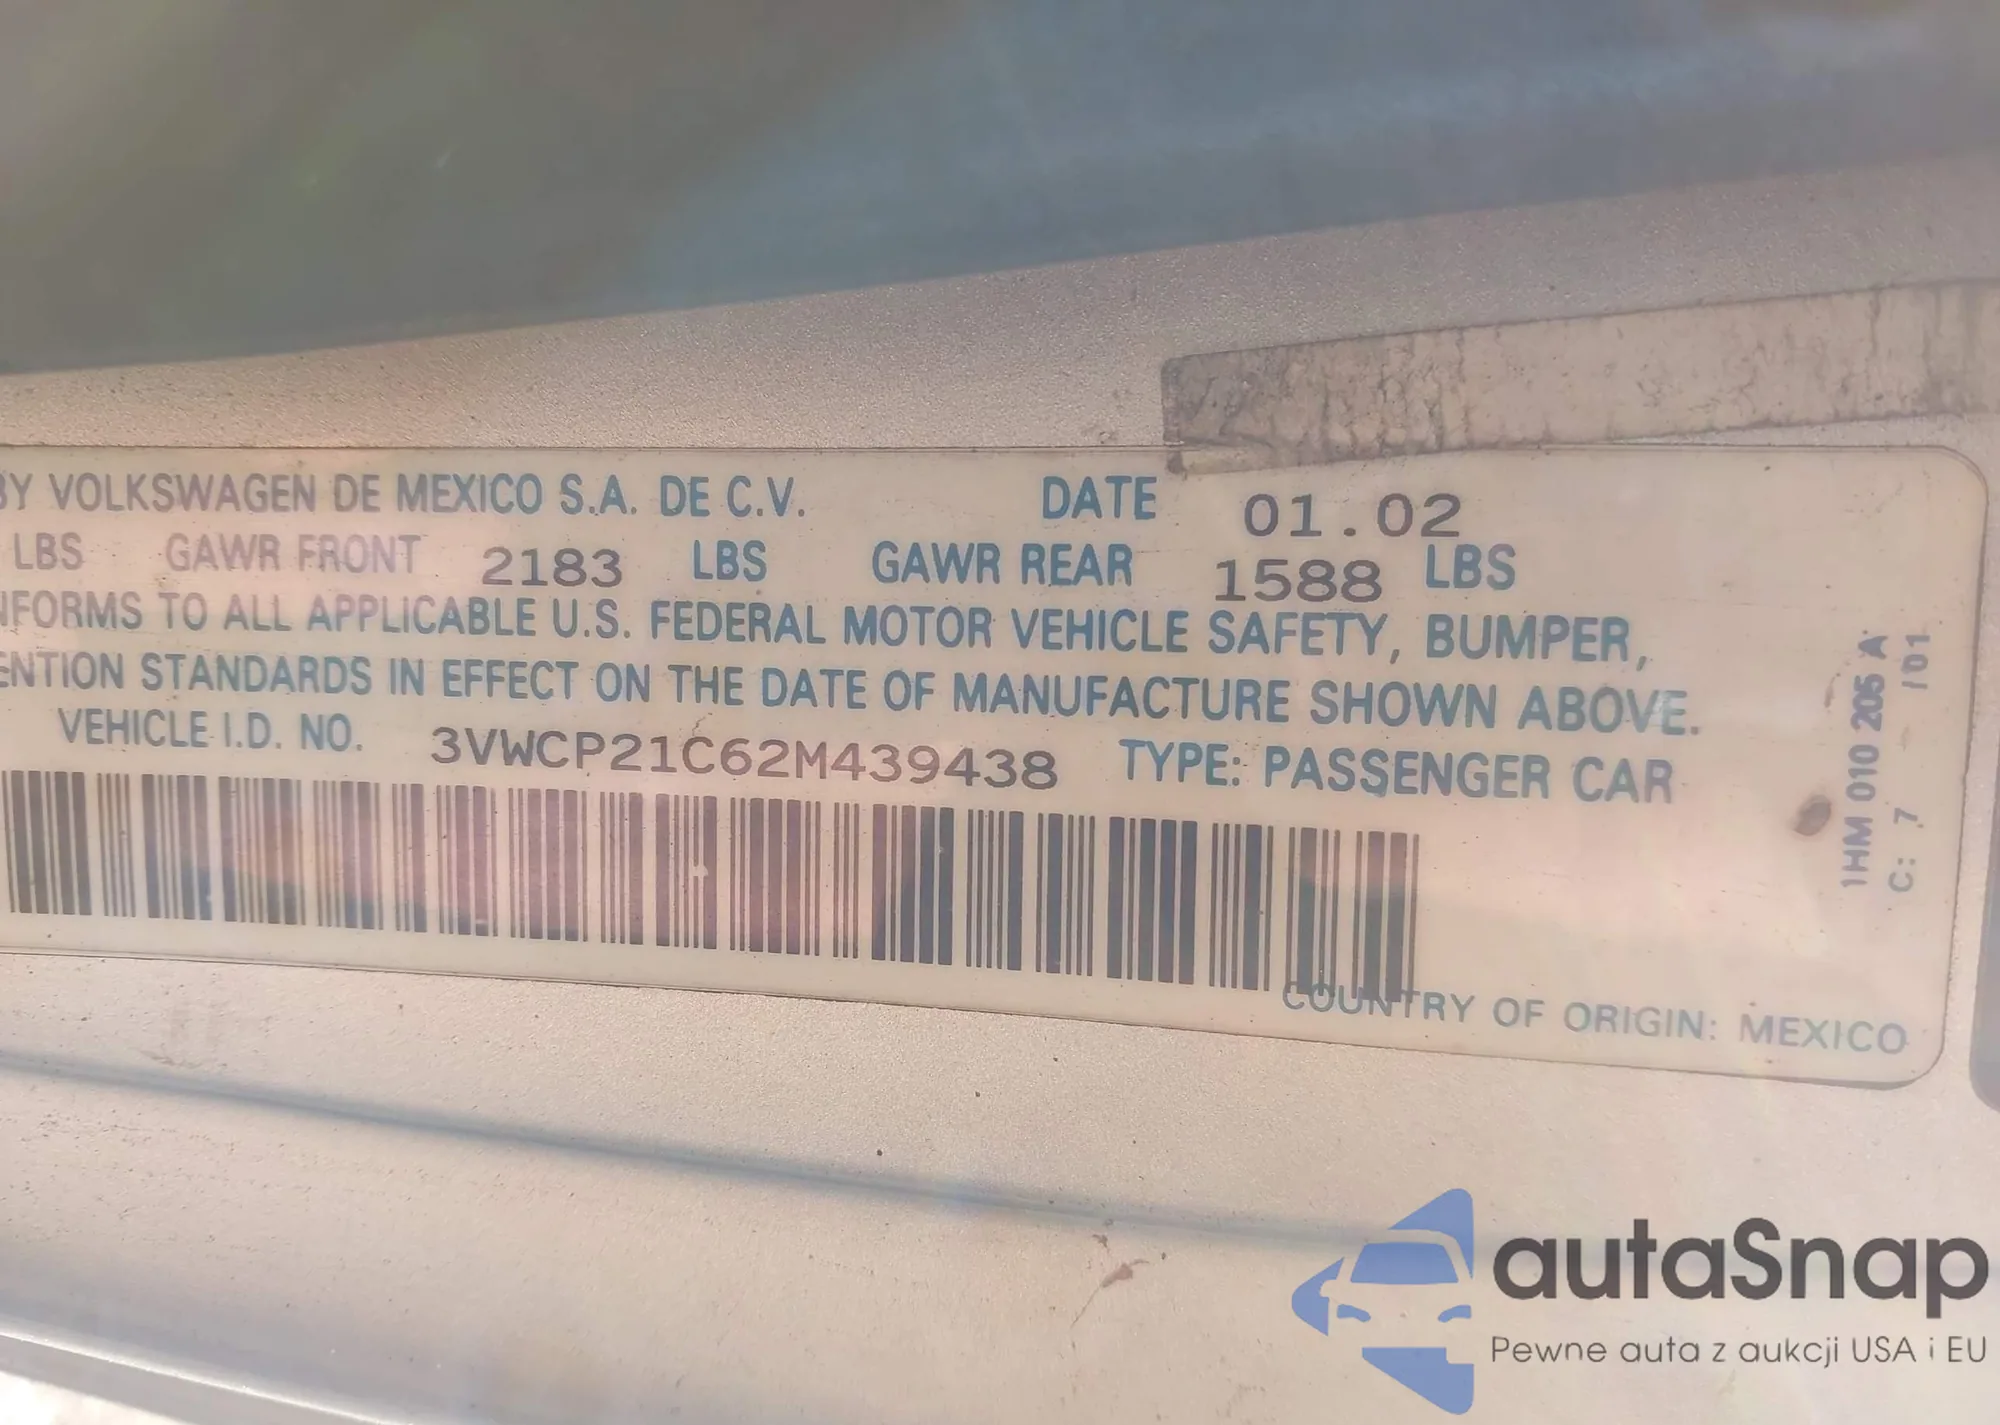 BY VOLKSWAGEN DE MEXICO S.A. DE C.V. DATE 01.02
LBS GAWR FRONT 2183 LBS GAWR REAR 1588 LBS
NFORMS TO ALL APPLICABLE U.S. FEDERAL MOTOR VEHICLE SAFETY, BUMPER,
ENTION STANDARDS IN EFFECT ON THE DATE OF MANUFACTURE SHOWN ABOVE.
VEHICLE I.D. NO. 3VWCP21C62M439438 TYPE: PASSENGER CAR
1HM 010 205 A
C: 7 - /01
COUNTRY OF ORIGIN: MEXICO
autaSnap
Pewne auta z aukcji USA i EU